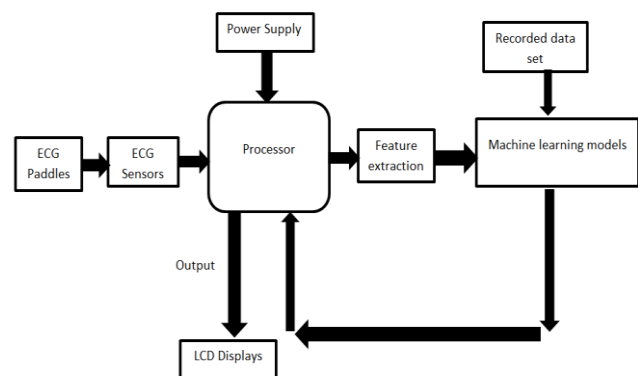 Power Supply
Recorded data
set
ECG
Paddles
ECG
Sensors
Processor
Feature
extraction
Machine learning models
Output
LCD Displays